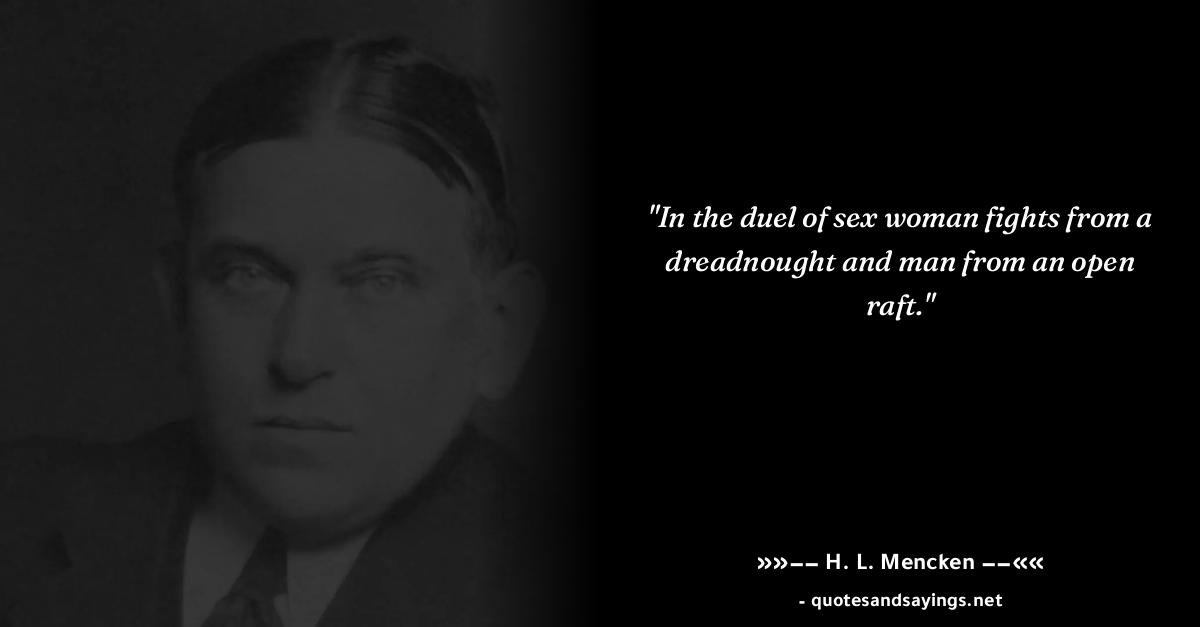 "In the duel of sex woman fights from a
dreadnought and man from an open
raft."
»»–– H. L. Mencken ––««
- quotesandsayings.net